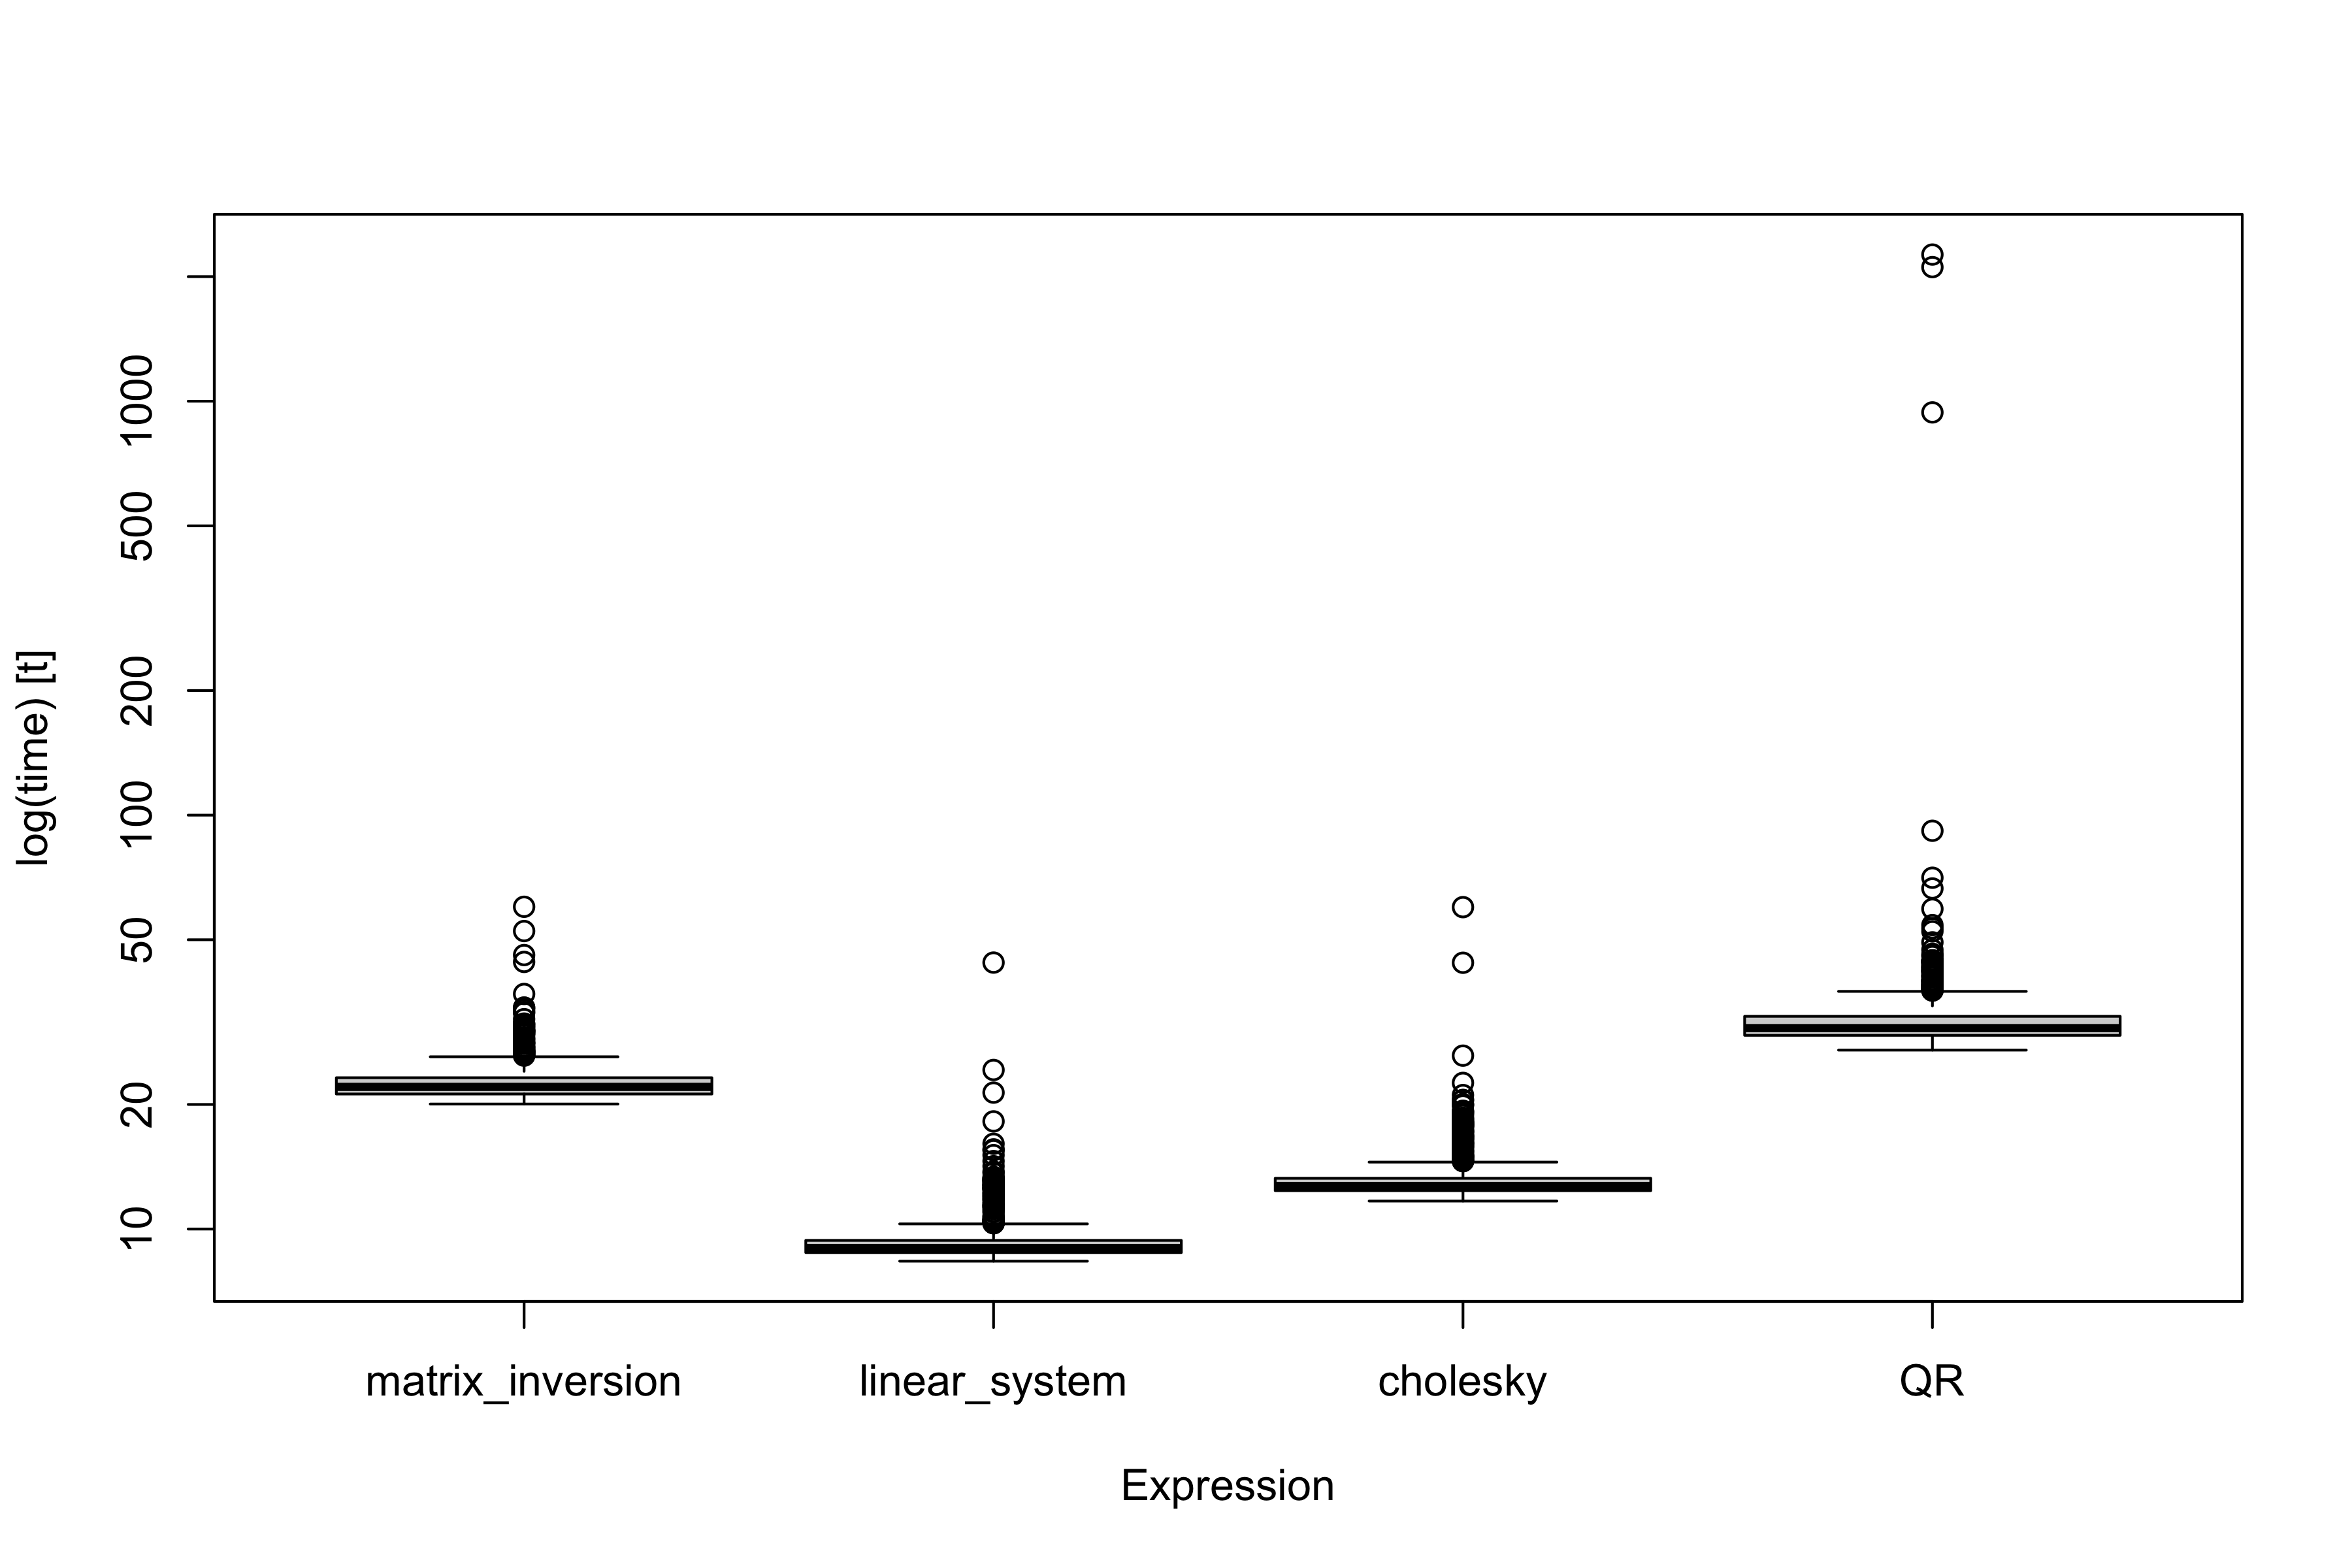 log(time) [t]
1000
500
200
100
50
20
10
matrix_inversion linear_system cholesky QR
Expression